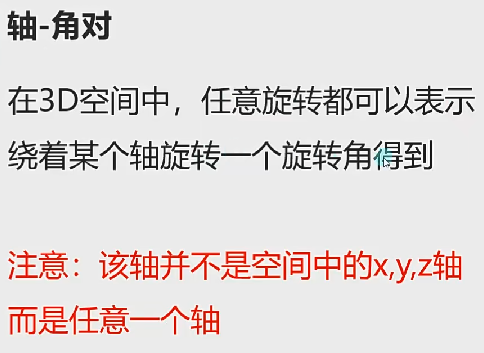 轴-角对
在3D空间中，任意旋转都可以表示
绕着某个轴旋转一个旋转角得到
注意：该轴并不是空间中的x,y,z轴
而是任意一个轴